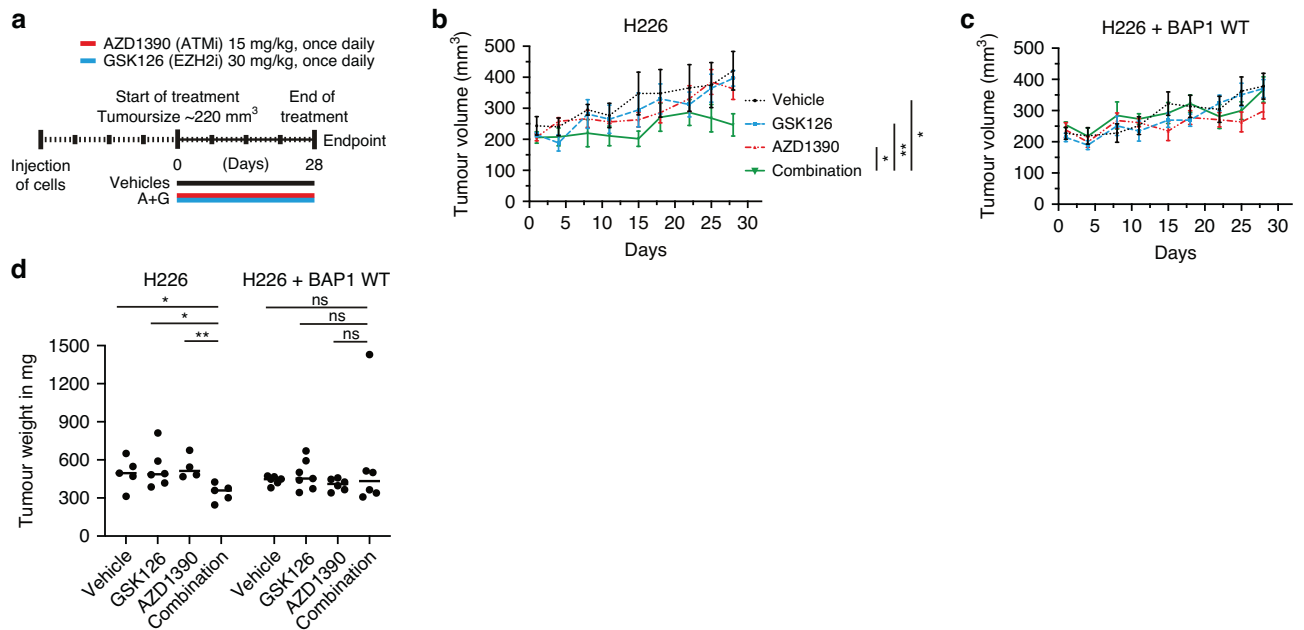 a
AZD1390 (ATMi) 15 mg/kg, once daily
GSK126 (EZH2i) 30 mg/kg, once daily
Start of treatment
Tumoursize ~220 mm³
End of
treatment
Endpoint
Injection
of cells
0
(Days)
28
Vehicles
A+G
b
H226
Tumour volume (mm³)
500
400
300
200
100
0
0 5 10 15 20 25 30
Days
Vehicle
GSK126
AZD1390
Combination
*
**
*
c
H226 + BAP1 WT
Tumour volume (mm³)
500
400
300
200
100
0
0 5 10 15 20 25 30
Days
d
H226
H226 + BAP1 WT
*
*
**
ns
ns
ns
Tumour weight in mg
1500
1200
900
600
300
0
Vehicle
GSK126
AZD1390
Combination
Vehicle
GSK126
AZD1390
Combination